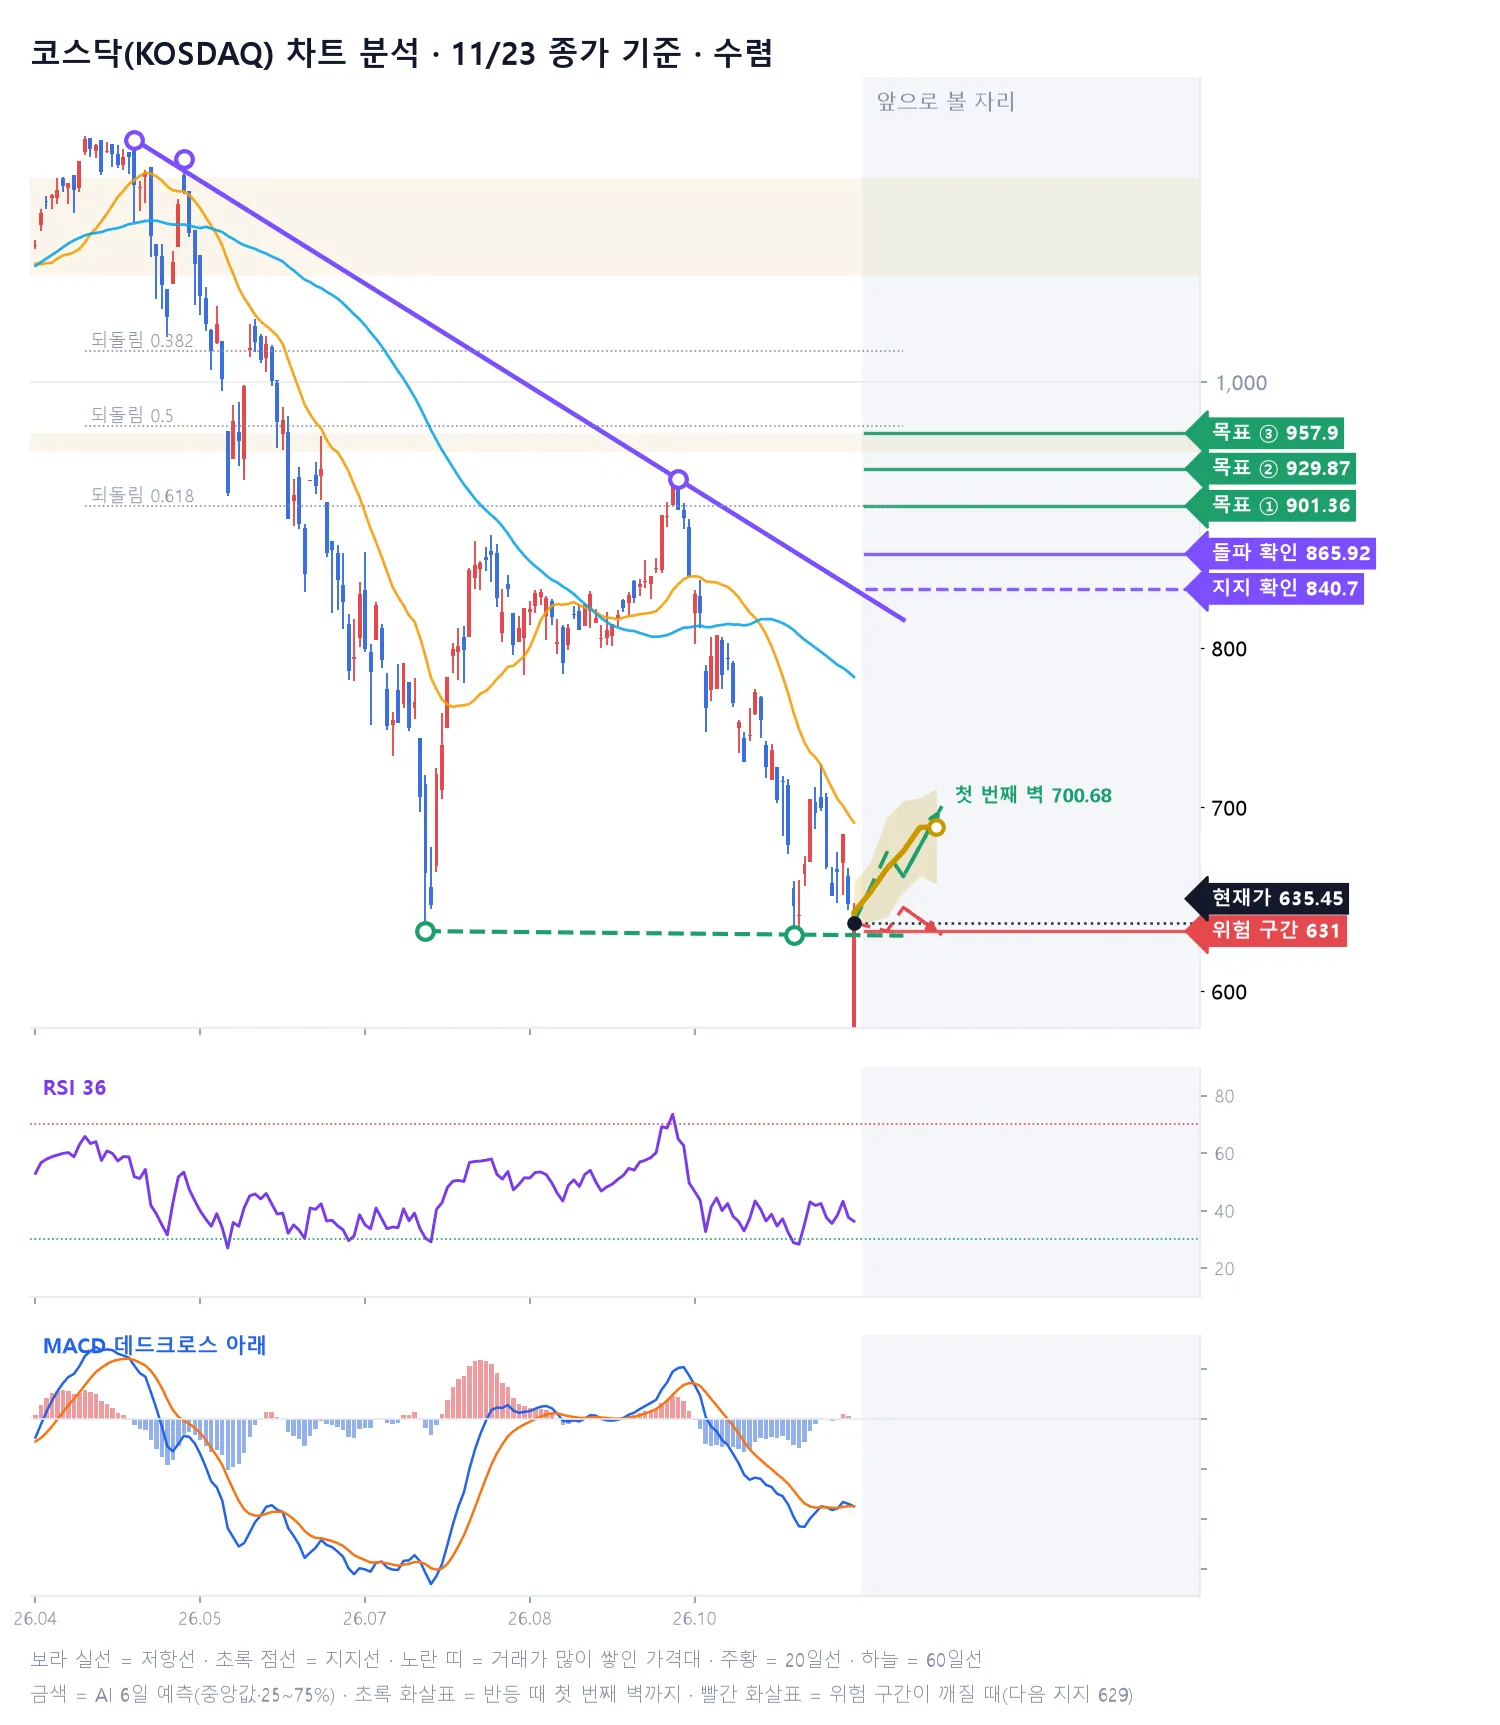 코스닥(KOSDAQ) 차트 분석 · 11/23 종가 기준 · 수렴
앞으로 볼 자리
되돌림 0.382
1,000
되돌림 0.5
목표 ③ 957.9
목표 ② 929.87
되돌림 0.618
목표 ① 901.36
돌파 확인 865.92
지지 확인 840.7
800
첫 번째 벽 700.68
700
현재가 635.45
위험 구간 631
600
RSI 36
80
60
40
20
MACD 데드크로스 아래
26.04 26.05 26.07 26.08 26.10
보라 실선 = 저항선 · 초록 점선 = 지지선 · 노란 띠 = 거래가 많이 쌓인 가격대 · 주황 = 20일선 · 하늘 = 60일선
금색 = AI 6일 예측(중앙값·25~75%) · 초록 화살표 = 반등 때 첫 번째 벽까지 · 빨간 화살표 = 위험 구간이 깨질 때(다음 지지 629)